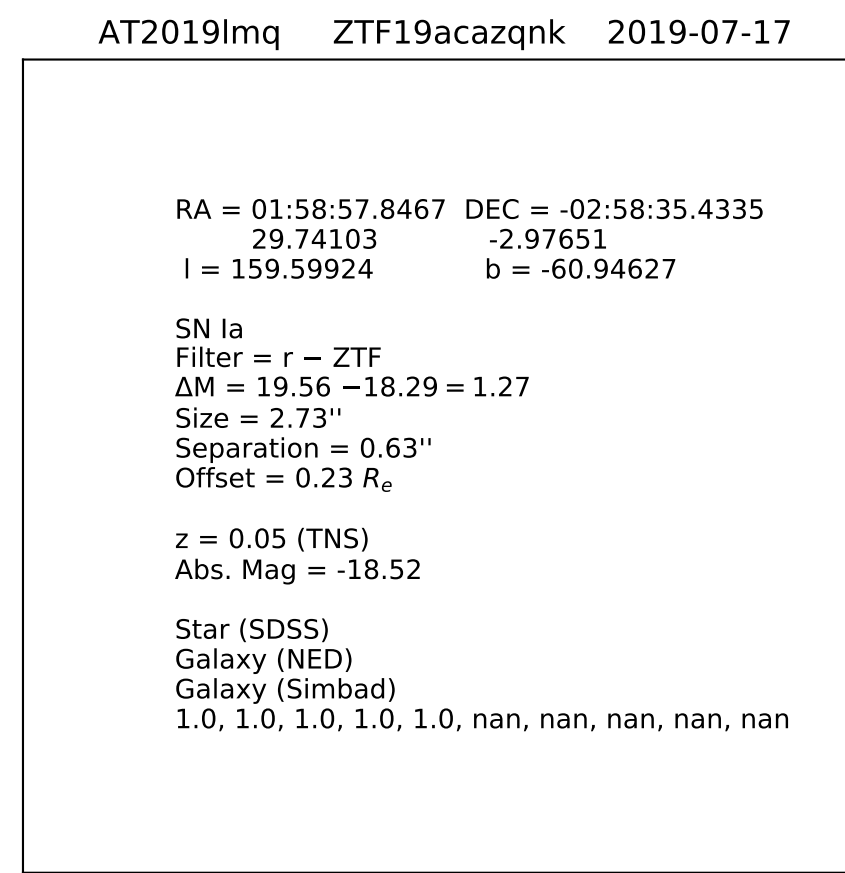 AT2019lmq ZTF19acazqnk 2019-07-17
RA = 01:58:57.8467 DEC = -02:58:35.4335
29.74103 -2.97651
l = 159.59924 b = -60.94627
SN Ia
Filter = r − ZTF
ΔM = 19.56 −18.29 = 1.27
Size = 2.73''
Separation = 0.63''
Offset = 0.23 Re
z = 0.05 (TNS)
Abs. Mag = -18.52
Star (SDSS)
Galaxy (NED)
Galaxy (Simbad)
1.0, 1.0, 1.0, 1.0, 1.0, nan, nan, nan, nan, nan